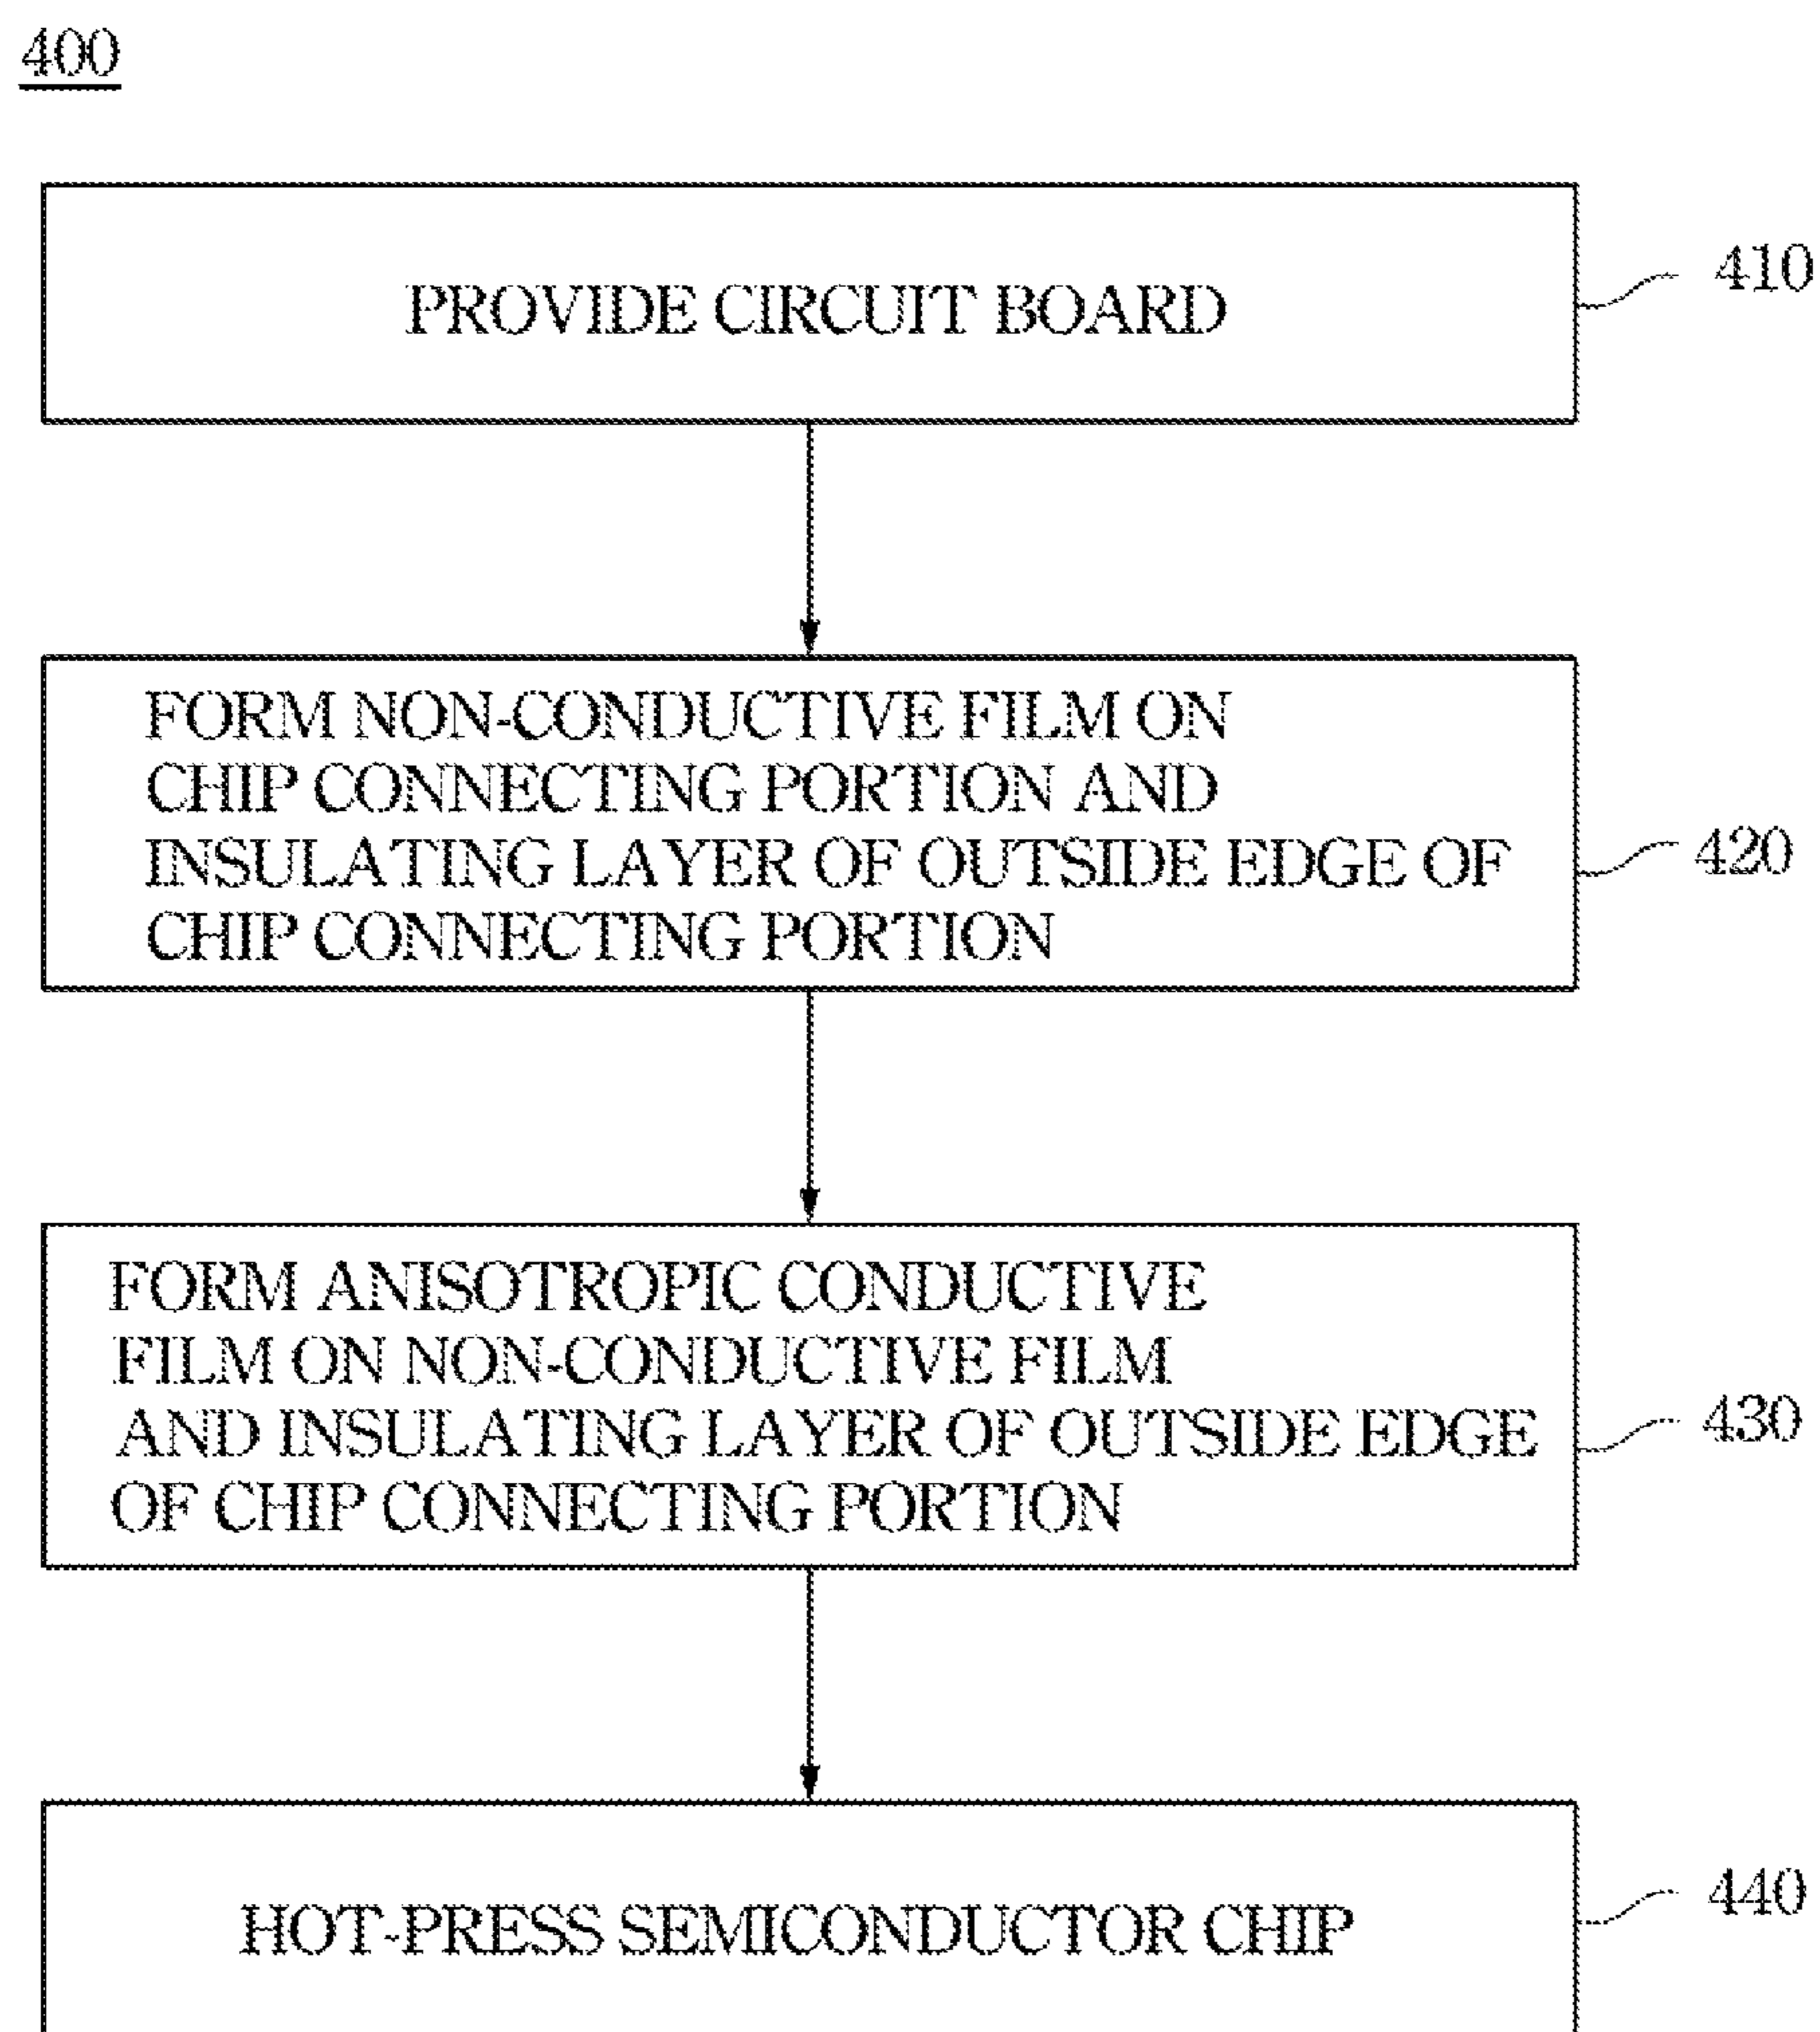 400
PROVIDE CIRCUIT BOARD
410
FORM NON-CONDUCTIVE FILM ON
CHIP CONNECTING PORTION AND
INSULATING LAYER OF OUTSIDE EDGE OF
CHIP CONNECTING PORTION
420
FORM ANISOTROPIC CONDUCTIVE
FILM ON NON-CONDUCTIVE FILM
AND INSULATING LAYER OF OUTSIDE EDGE
OF CHIP CONNECTING PORTION
430
HOT-PRESS SEMICONDUCTOR CHIP
440